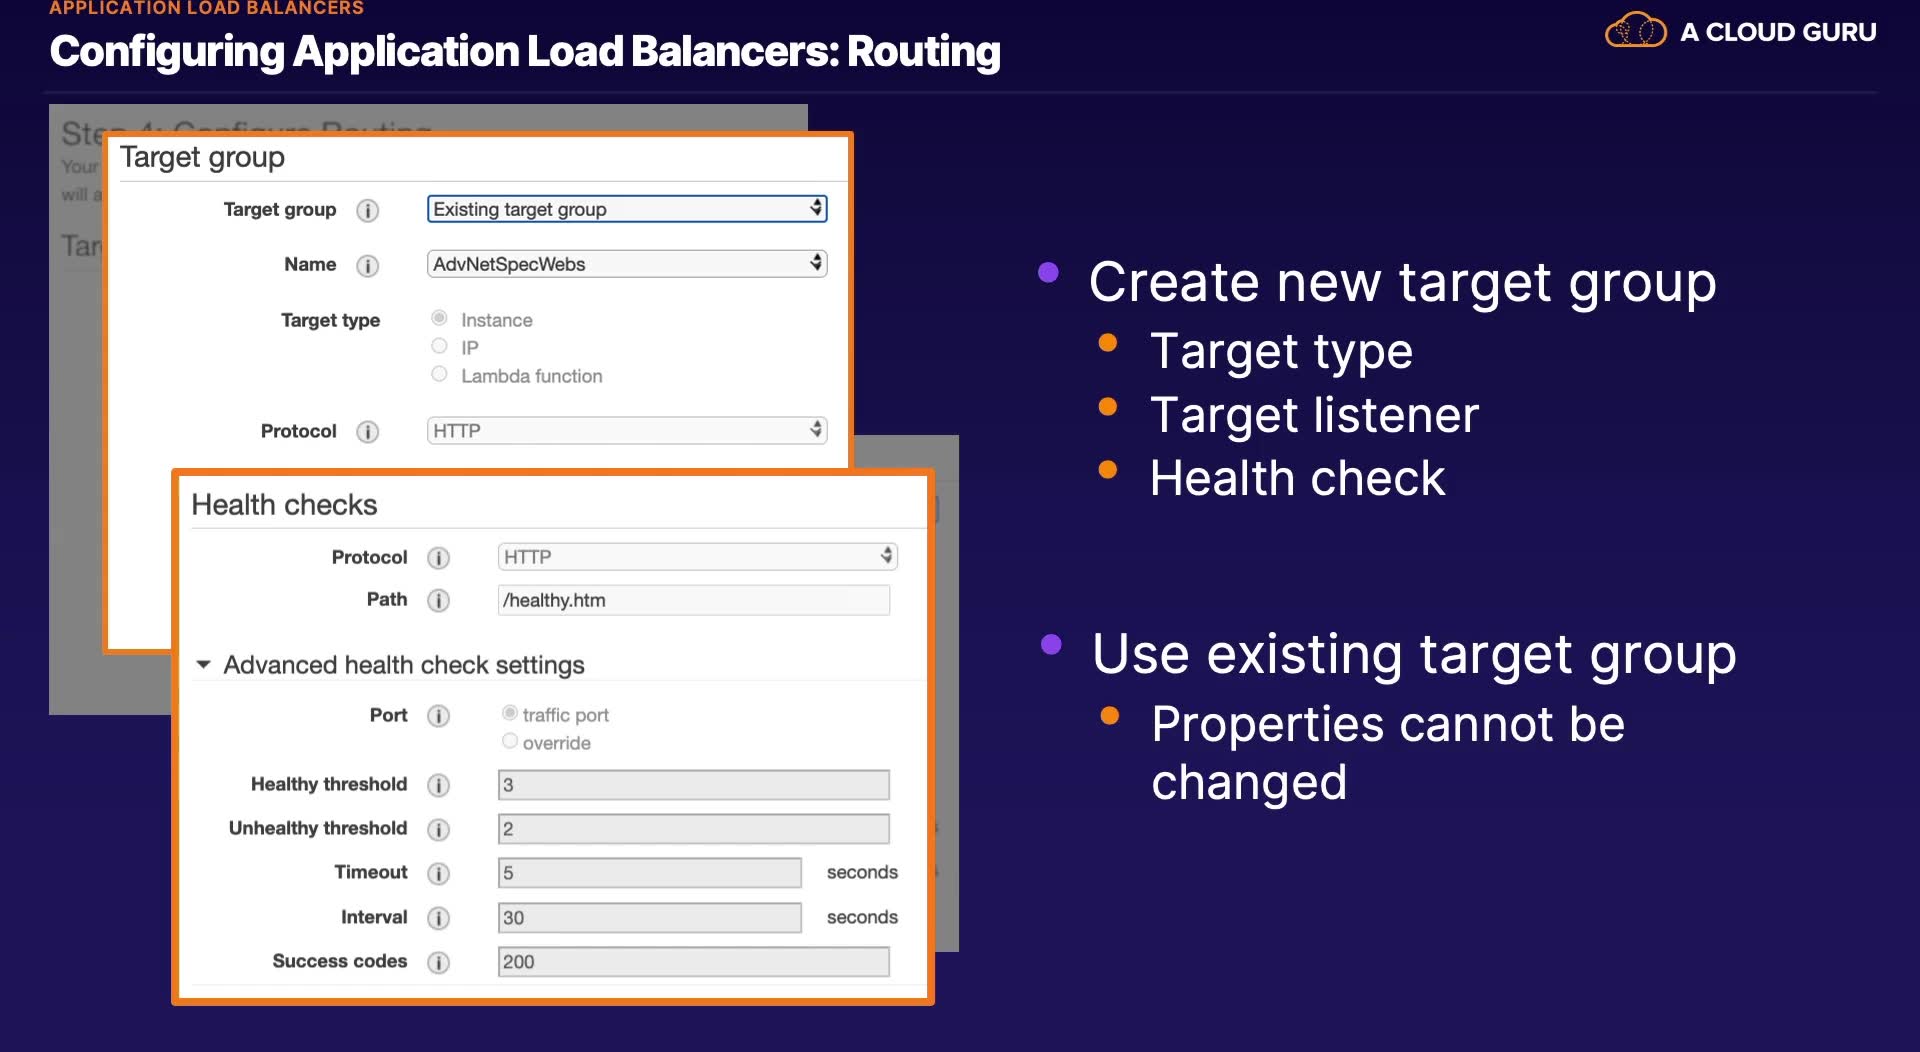 APPLICATION LOAD BALANCERS
Configuring Application Load Balancers: Routing
A CLOUD GURU
Step 4: Configure Routing
Your
will a
Tar
Target group
Target group i Existing target group
Name i AdvNetSpecWebs
Target type Instance
IP
Lambda function
Protocol i HTTP
Health checks
Protocol i HTTP
Path i /healthy.htm
Advanced health check settings
Port i traffic port
override
Healthy threshold i 3
Unhealthy threshold i 2
Timeout i 5 seconds
Interval i 30 seconds
Success codes i 200
Create new target group
Target type
Target listener
Health check
Use existing target group
Properties cannot be
changed